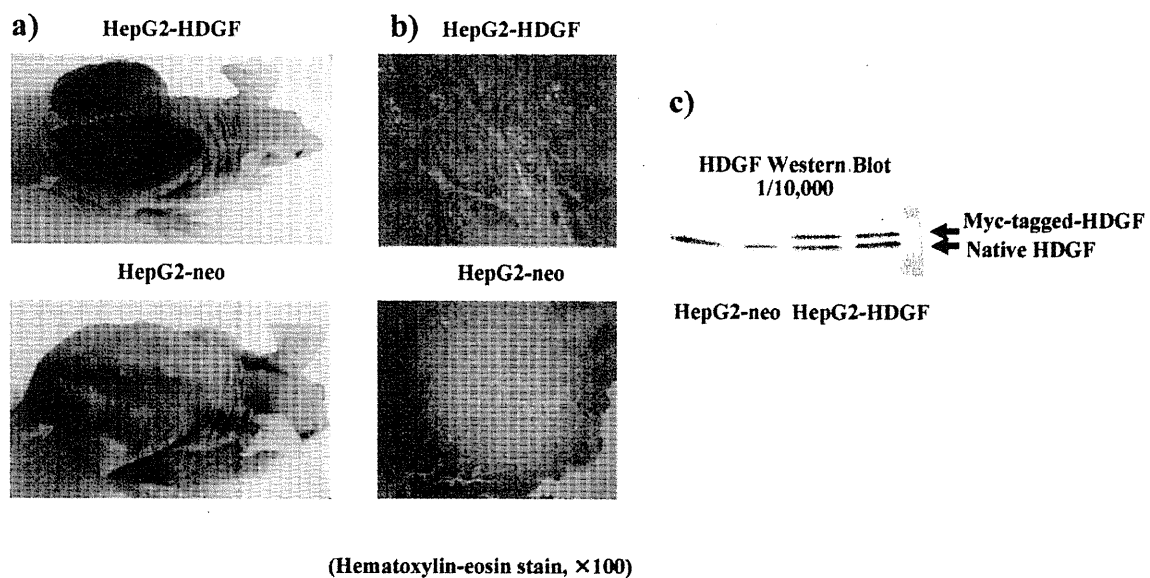 a)
HepG2-HDGF
HepG2-neo
b)
HepG2-HDGF
HepG2-neo
(Hematoxylin-eosin stain, ×100)
c)
HDGF Western Blot
1/10,000
Myc-tagged-HDGF
Native HDGF
HepG2-neo HepG2-HDGF